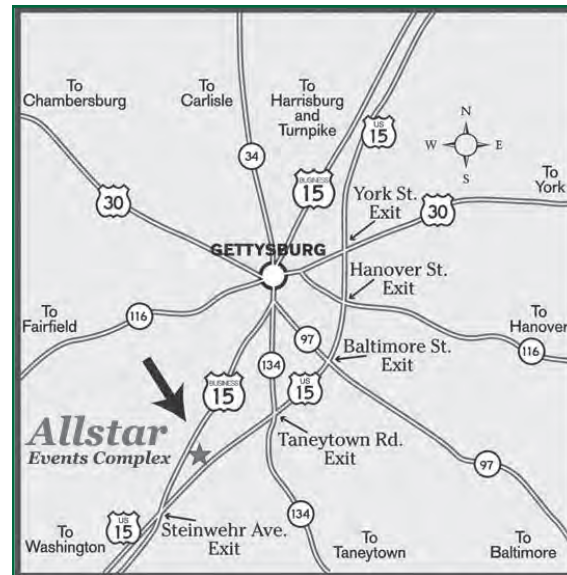 To
Chambersburg
To
Carlisle
To
Harrisburg
and
Turnpike
US
15
N
W
E
S
34
BUSINESS
15
To
York
30
York St.
Exit
30
GETTYSBURG
Hanover St.
Exit
To
Fairfield
116
97
To
Hanover
116
134
Baltimore St.
Exit
BUSINESS
15
US
15
Allstar
Events Complex
Taneytown Rd.
Exit
97
134
US
15
To
Washington
Steinwehr Ave.
Exit
To
Taneytown
To
Baltimore